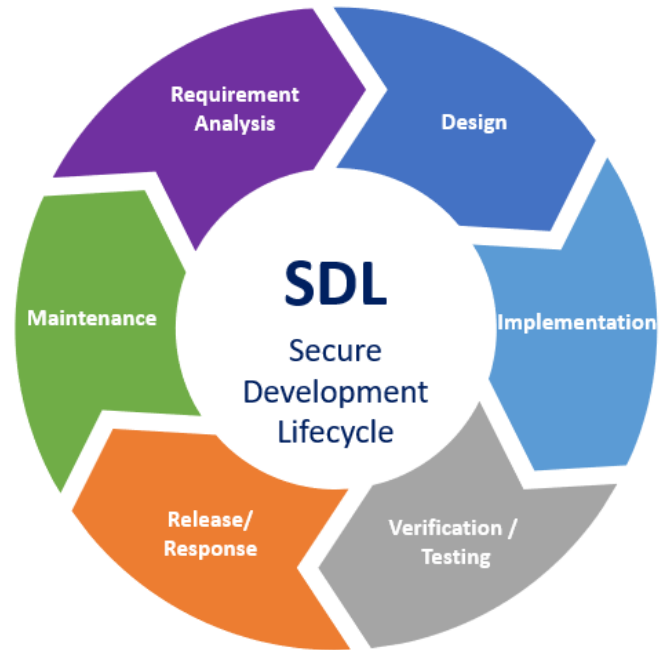 Requirement
Analysis
Design
Implementation
Verification /
Testing
Release/
Response
Maintenance
SDL
Secure
Development
Lifecycle